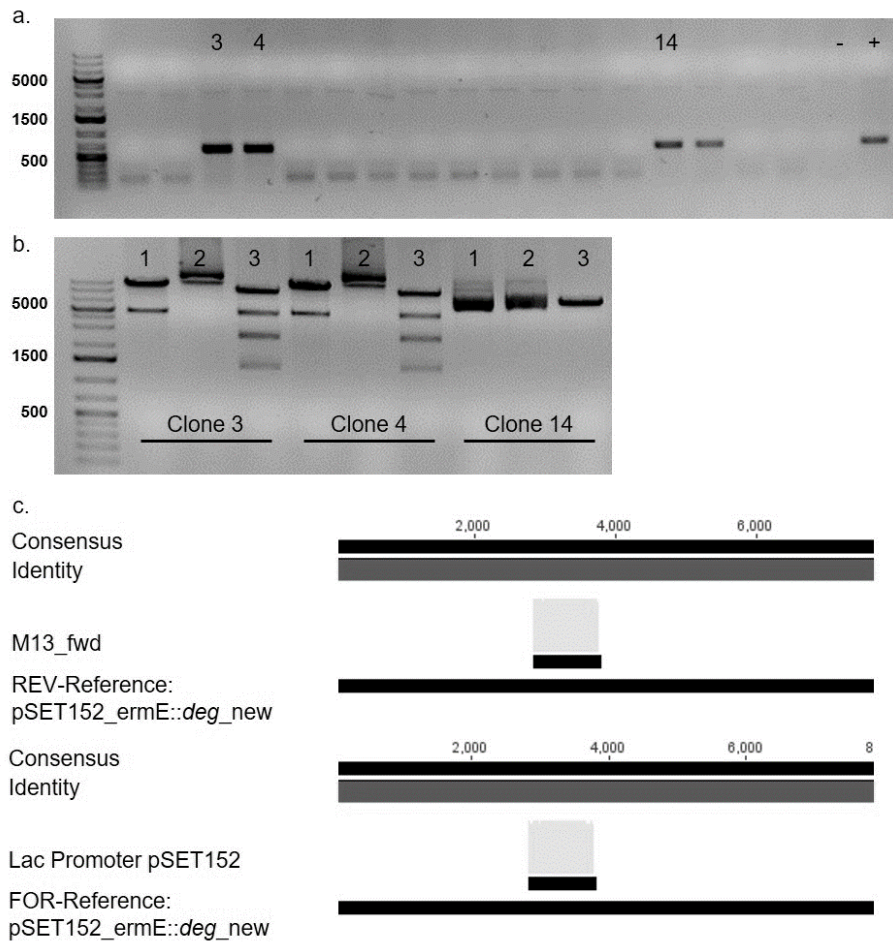 a.
3 4 14 - +
5000
1500
500
b.
1 2 3 1 2 3 1 2 3
5000
1500
500
Clone 3 Clone 4 Clone 14
c.
2,000 4,000 6,000
Consensus
Identity
M13_fwd
REV-Reference:
pSET152_ermE::deg_new
2,000 4,000 6,000 8
Consensus
Identity
Lac Promoter pSET152
FOR-Reference:
pSET152_ermE::deg_new